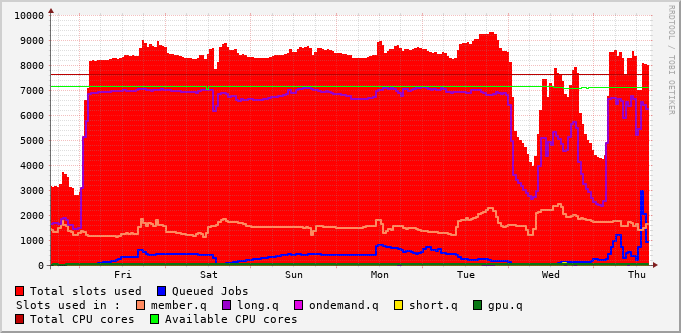 10000
9000
8000
7000
6000
5000
4000
3000
2000
1000
0
Fri Sat Sun Mon Tue Wed Thu
RRDTOOL / TOBI OETIKER
Total slots used Queued Jobs
Slots used in : member.q long.q ondemand.q short.q gpu.q
Total CPU cores Available CPU cores